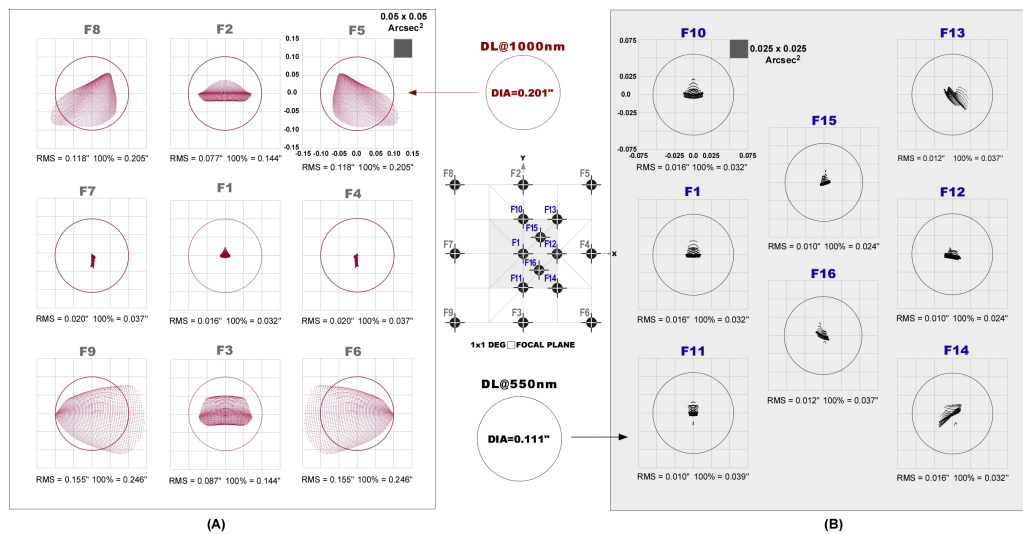 F8
F2
F5
0.05 x 0.05
Arcsec2
0.15
0.10
0.05
0.0
-0.05
-0.10
-0.15
-0.15 -0.10 -0.05 0.0 0.05 0.10 0.15
RMS = 0.118" 100% = 0.205"
RMS = 0.077" 100% = 0.144"
RMS = 0.118" 100% = 0.205"
F7
F1
F4
RMS = 0.020" 100% = 0.037"
RMS = 0.016" 100% = 0.032"
RMS = 0.020" 100% = 0.037"
F9
F3
F6
RMS = 0.155" 100% = 0.246"
RMS = 0.087" 100% = 0.144"
RMS = 0.155" 100% = 0.246"
(A)
DL@1000nm
DIA=0.201"
Y
F8
F2
F5
F10
F13
F15
F7
F1
F12
F4
X
F16
F11
F14
F9
F3
F6
1x1 DEG□FOCAL PLANE
DL@550nm
DIA=0.111"
F10
0.025 x 0.025
Arcsec2
0.075
0.025
0.0
-0.025
-0.075
-0.075 -0.025 0.0 0.025 0.075
RMS = 0.016" 100% = 0.032"
F13
RMS = 0.012" 100% = 0.037"
F15
RMS = 0.010" 100% = 0.024"
F1
RMS = 0.016" 100% = 0.032"
F12
RMS = 0.010" 100% = 0.024"
F16
RMS = 0.012" 100% = 0.037"
F11
RMS = 0.010" 100% = 0.039"
F14
RMS = 0.016" 100% = 0.032"
(B)